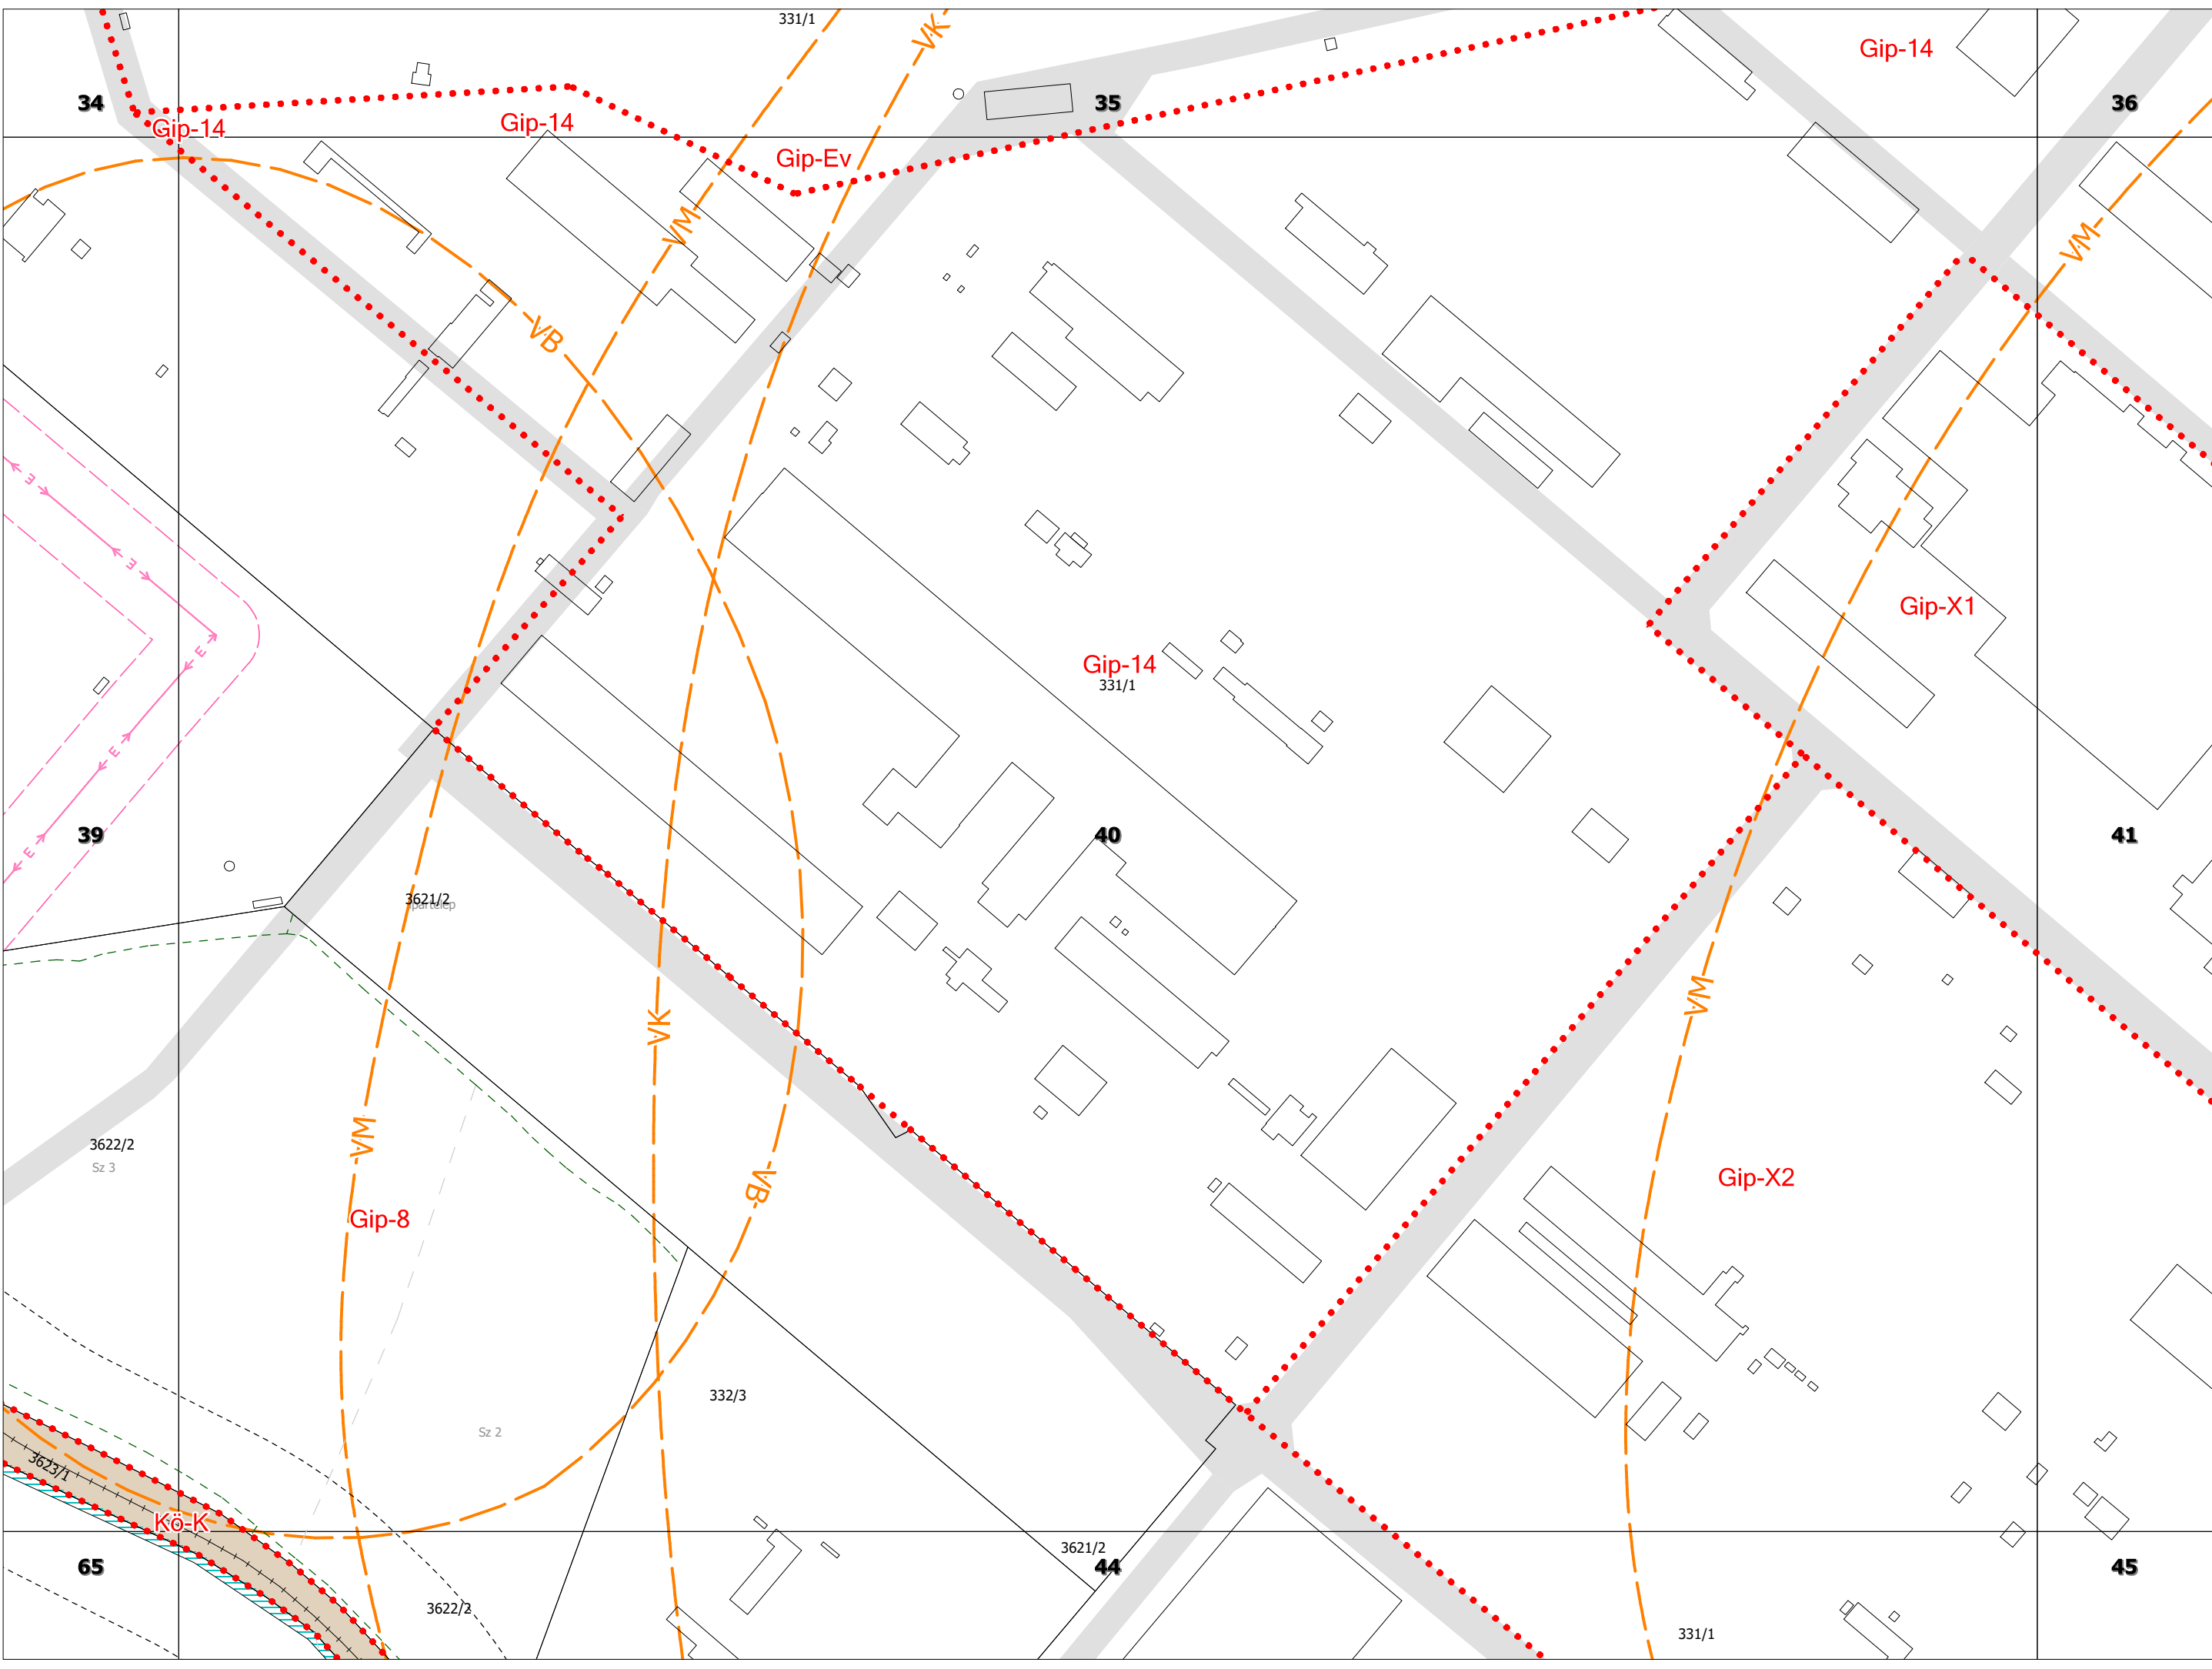 331/1
VK
Gip-14
34
35
36
Gip-14
Gip-14
Gip-Ev
VM
VM
VB
E
E
Gip-X1
E
Gip-14
331/1
E
39
40
41
E
3621/2
VM
VK
VM
3622/2
Sz 3
VB
Gip-X2
Gip-8
332/3
Sz 2
3623/1
Kö-K
3621/2
65
44
45
3622/2
331/1